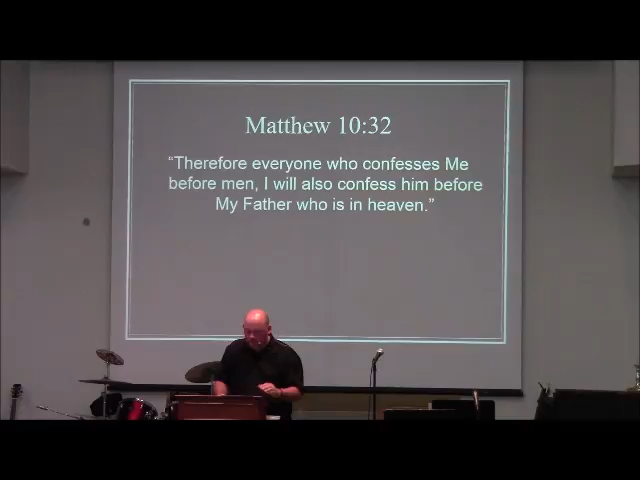 Matthew 10:32
“Therefore everyone who confesses Me
before men, I will also confess him before
My Father who is in heaven.”